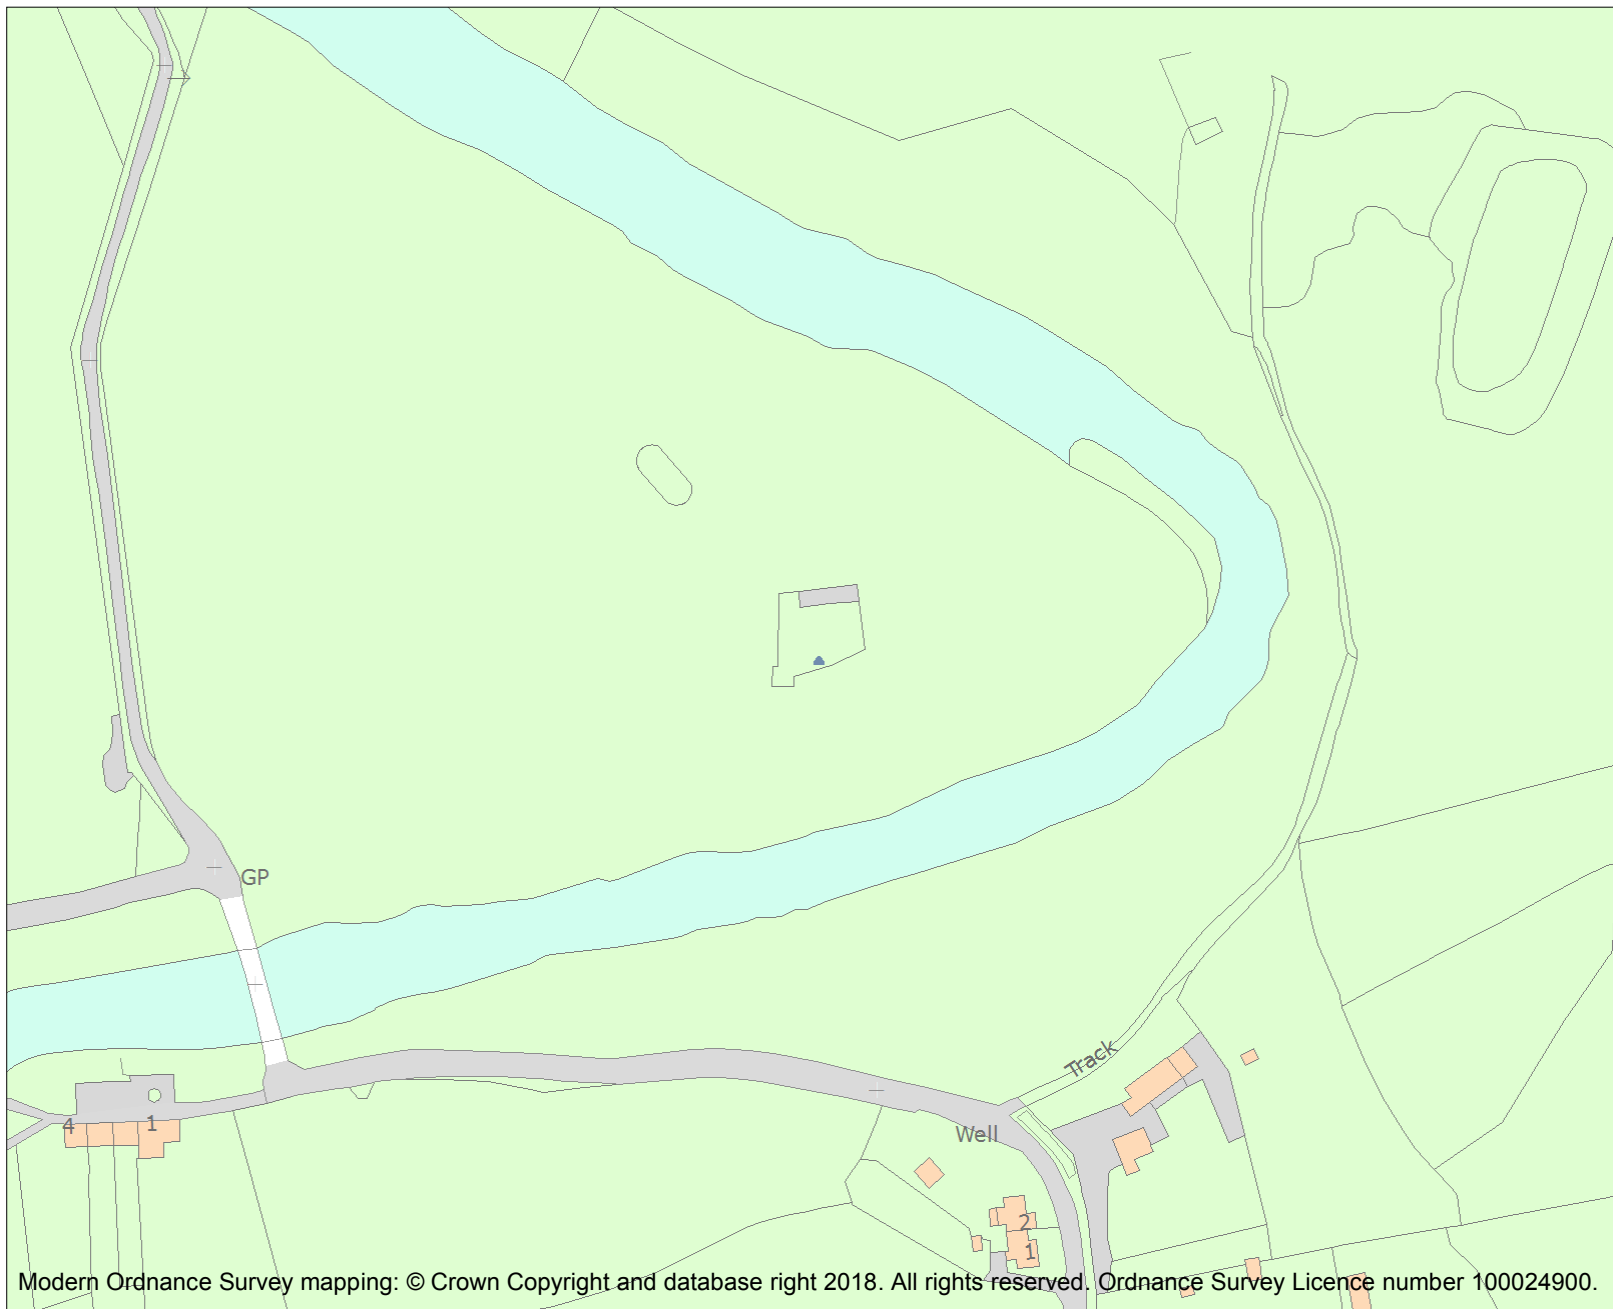 GP
Track
4
1
Well
2
1
Modern Ordnance Survey mapping: © Crown Copyright and database right 2018. All rights reserved. Ordnance Survey Licence number 100024900.